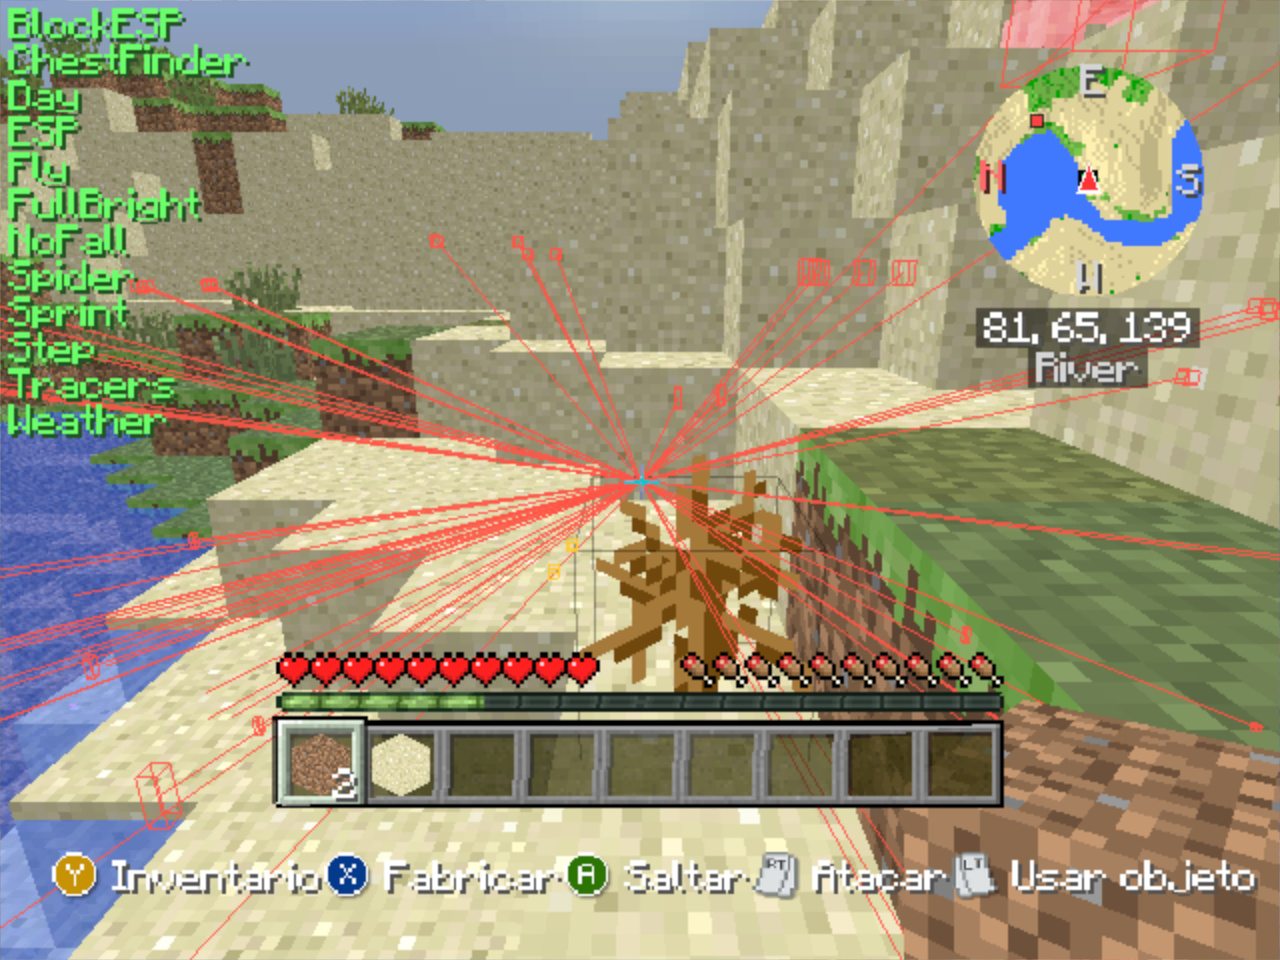 BlockESP
ChestFinder
Day
ESP
Fly
FullBright
NoFall
Spider
Sprint
Step
Tracers
Weather
E
N
S
W
81, 65, 139
River
2
Y Inventario X Fabricar A Saltar RT Atacar LT Usar objeto